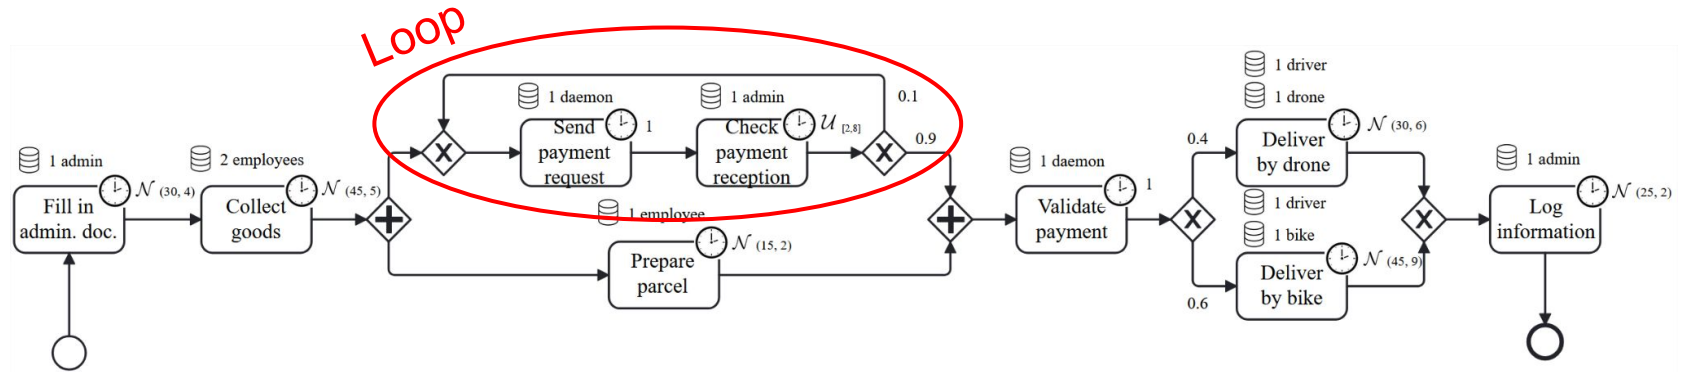 Loop
1 admin
N (30, 4)
Fill in
admin. doc.
2 employees
N (45, 5)
Collect
goods
X
1 daemon
1
Send
payment
request
1 admin
U [2,8]
Check
payment
reception
X
0.1
0.9
1 employee
N (15, 2)
Prepare
parcel
1 daemon
1
Validate
payment
X
0.4
0.6
1 driver
1 drone
N (30, 6)
Deliver
by drone
1 driver
1 bike
N (45, 9)
Deliver
by bike
X
1 admin
N (25, 2)
Log
information